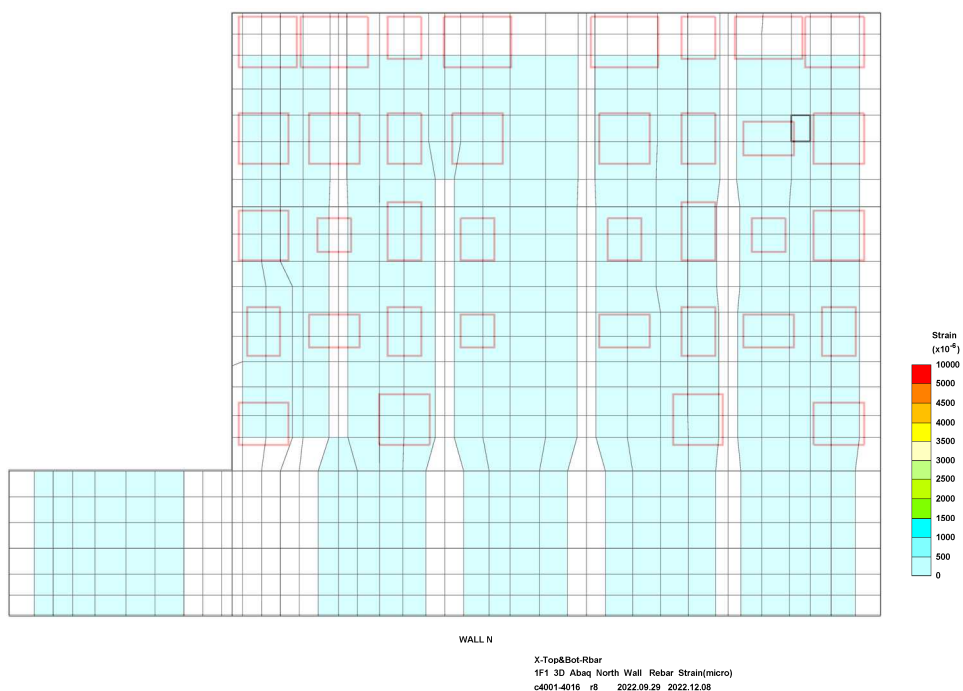 Strain
(x10⁻⁶)
10000
5000
4500
4000
3500
3000
2500
2000
1500
1000
500
0
WALL N
X-Top&Bot-Rbar
1F1 3D Abaq North Wall Rebar Strain(micro)
c4001-4016 r8 2022.09.29 2022.12.08